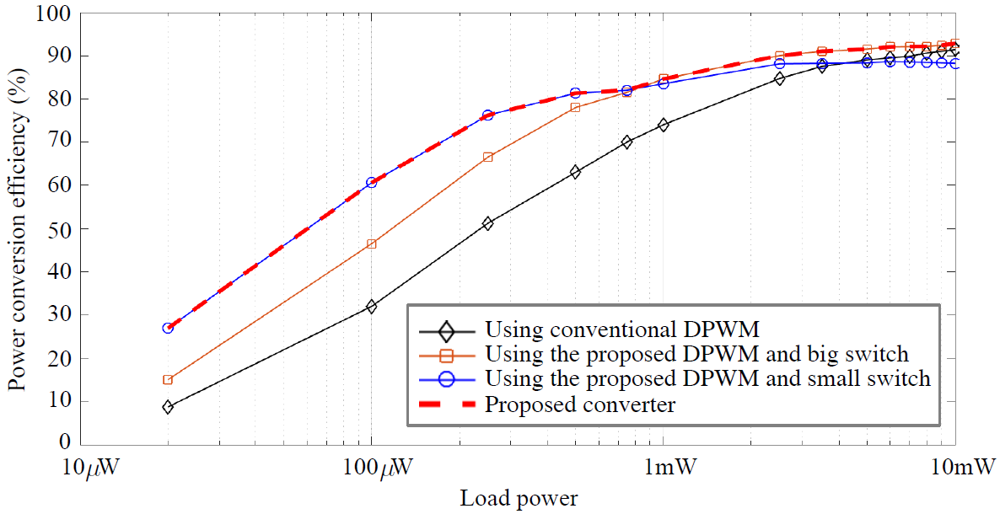 100
90
80
70
60
50
40
30
20
10
0
Power conversion efficiency (%)
Using conventional DPWM
Using the proposed DPWM and big switch
Using the proposed DPWM and small switch
Proposed converter
10μW 100μW 1mW 10mW
Load power